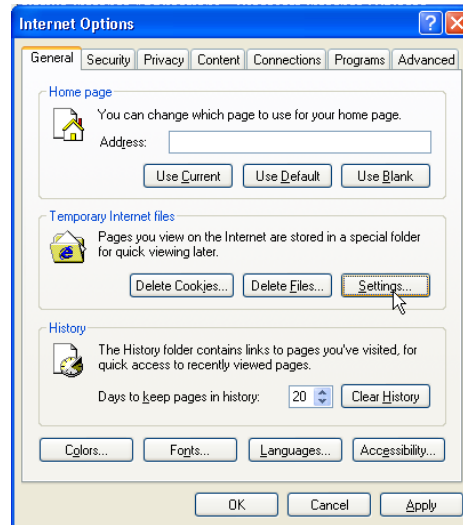 Internet Options
General Security Privacy Content Connections Programs Advanced
Home page
You can change which page to use for your home page.
Address:
Use Current Use Default Use Blank
Temporary Internet files
Pages you view on the Internet are stored in a special folder
for quick viewing later.
Delete Cookies... Delete Files... Settings...
History
The History folder contains links to pages you've visited, for
quick access to recently viewed pages.
Days to keep pages in history: 20 Clear History
Colors... Fonts... Languages... Accessibility...
OK Cancel Apply